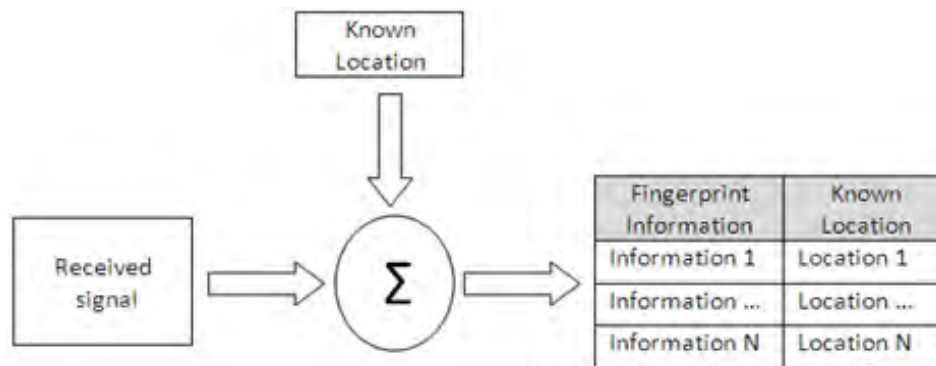 Known
Location
Received
signal
Σ
Fingerprint
Information
Known
Location
Information 1
Location 1
Information ...
Location ...
Information N
Location N